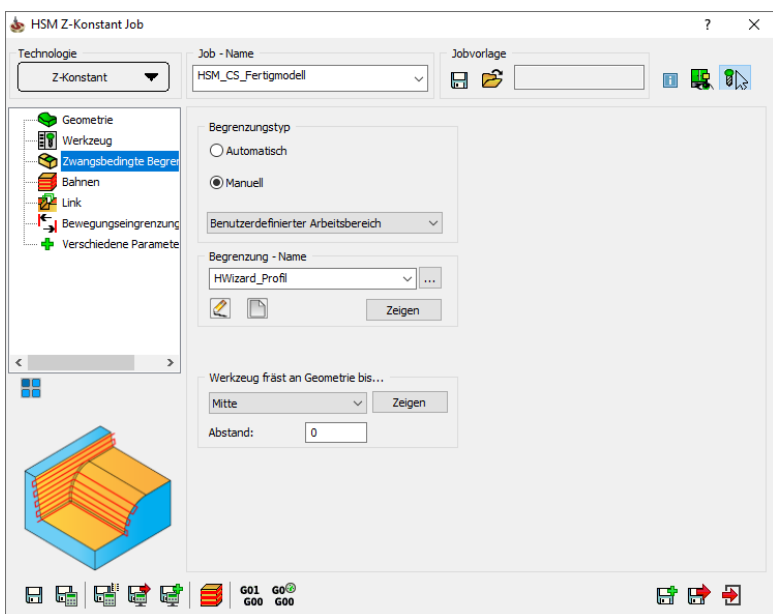 HSM Z-Konstant Job
?
Technologie
Z-Konstant
Job - Name
HSM_CS_Fertigmodell
Jobvorlage
Geometrie
Werkzeug
Zwangsbedingte Begrer
Bahnen
Link
Bewegungseingrenzung
Verschiedene Paramete
Begrenzungstyp
Automatisch
Manuell
Benutzerdefinierter Arbeitsbereich
Begrenzung - Name
HWizard_Profil
...
Zeigen
Werkzeug fräst an Geometrie bis...
Mitte
Zeigen
Abstand:
0
G01 G0
G00 G00